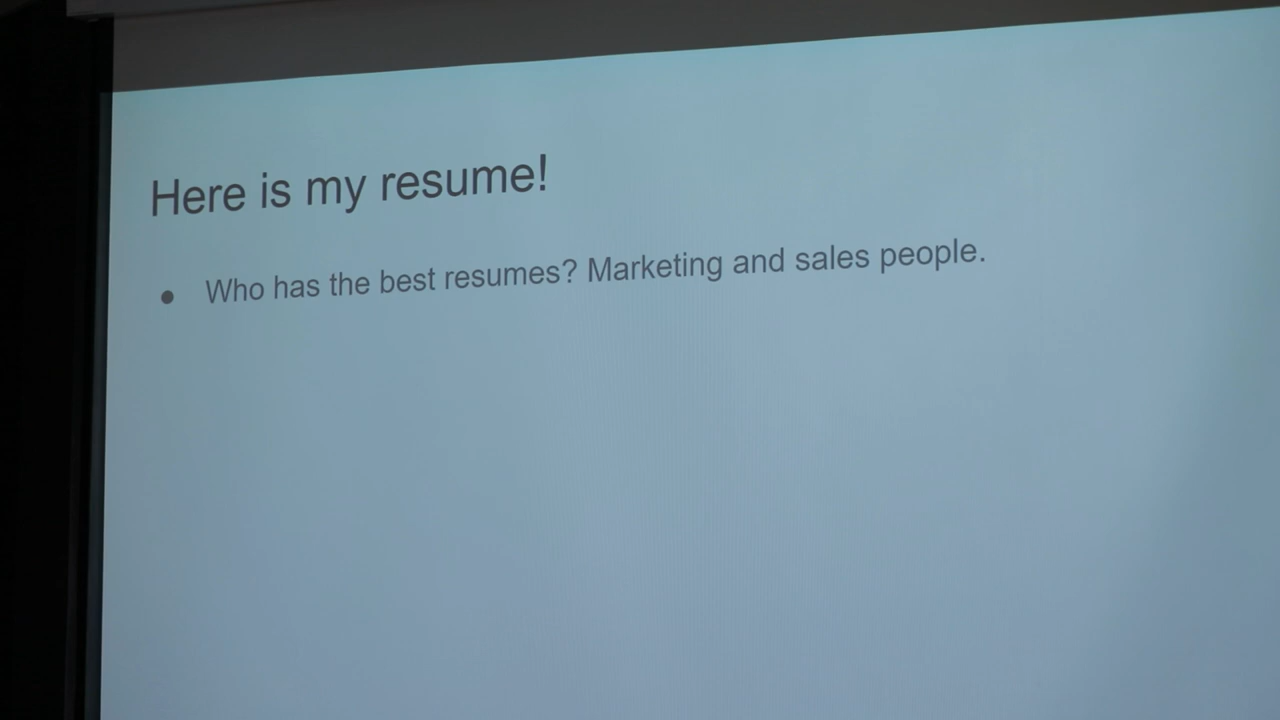 Here is my resume!
● Who has the best resumes? Marketing and sales people.